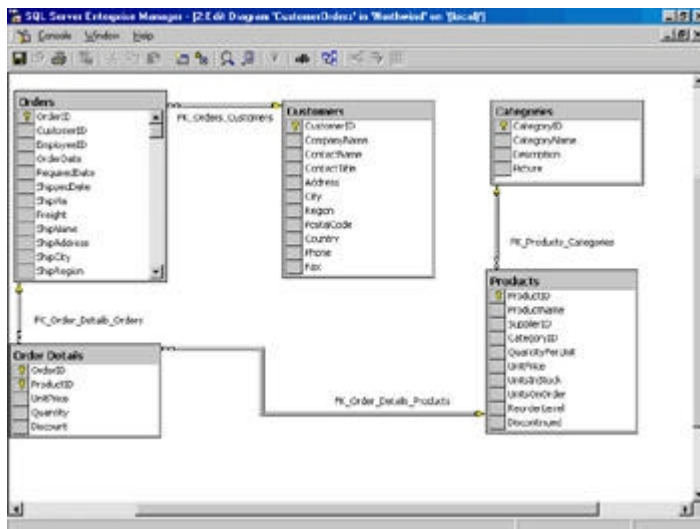 SQL Server Enterprise Manager - [2:Edit Diagram 'CustomerOrders' in 'Northwind' on '(local)']
Console Window Help
Orders
OrderID
CustomerID
EmployeeID
OrderDate
RequiredDate
ShippedDate
ShipVia
Freight
ShipName
ShipAddress
ShipCity
ShipRegion
FK_Orders_Customers
Customers
CustomerID
CompanyName
ContactName
ContactTitle
Address
City
Region
PostalCode
Country
Phone
Fax
Categories
CategoryID
CategoryName
Description
Picture
FK_Products_Categories
Products
ProductID
ProductName
SupplierID
CategoryID
QuantityPerUnit
UnitPrice
UnitsInStock
UnitsOnOrder
ReorderLevel
Discontinued
FK_Order_Details_Orders
Order Details
OrderID
ProductID
UnitPrice
Quantity
Discount
FK_Order_Details_Products